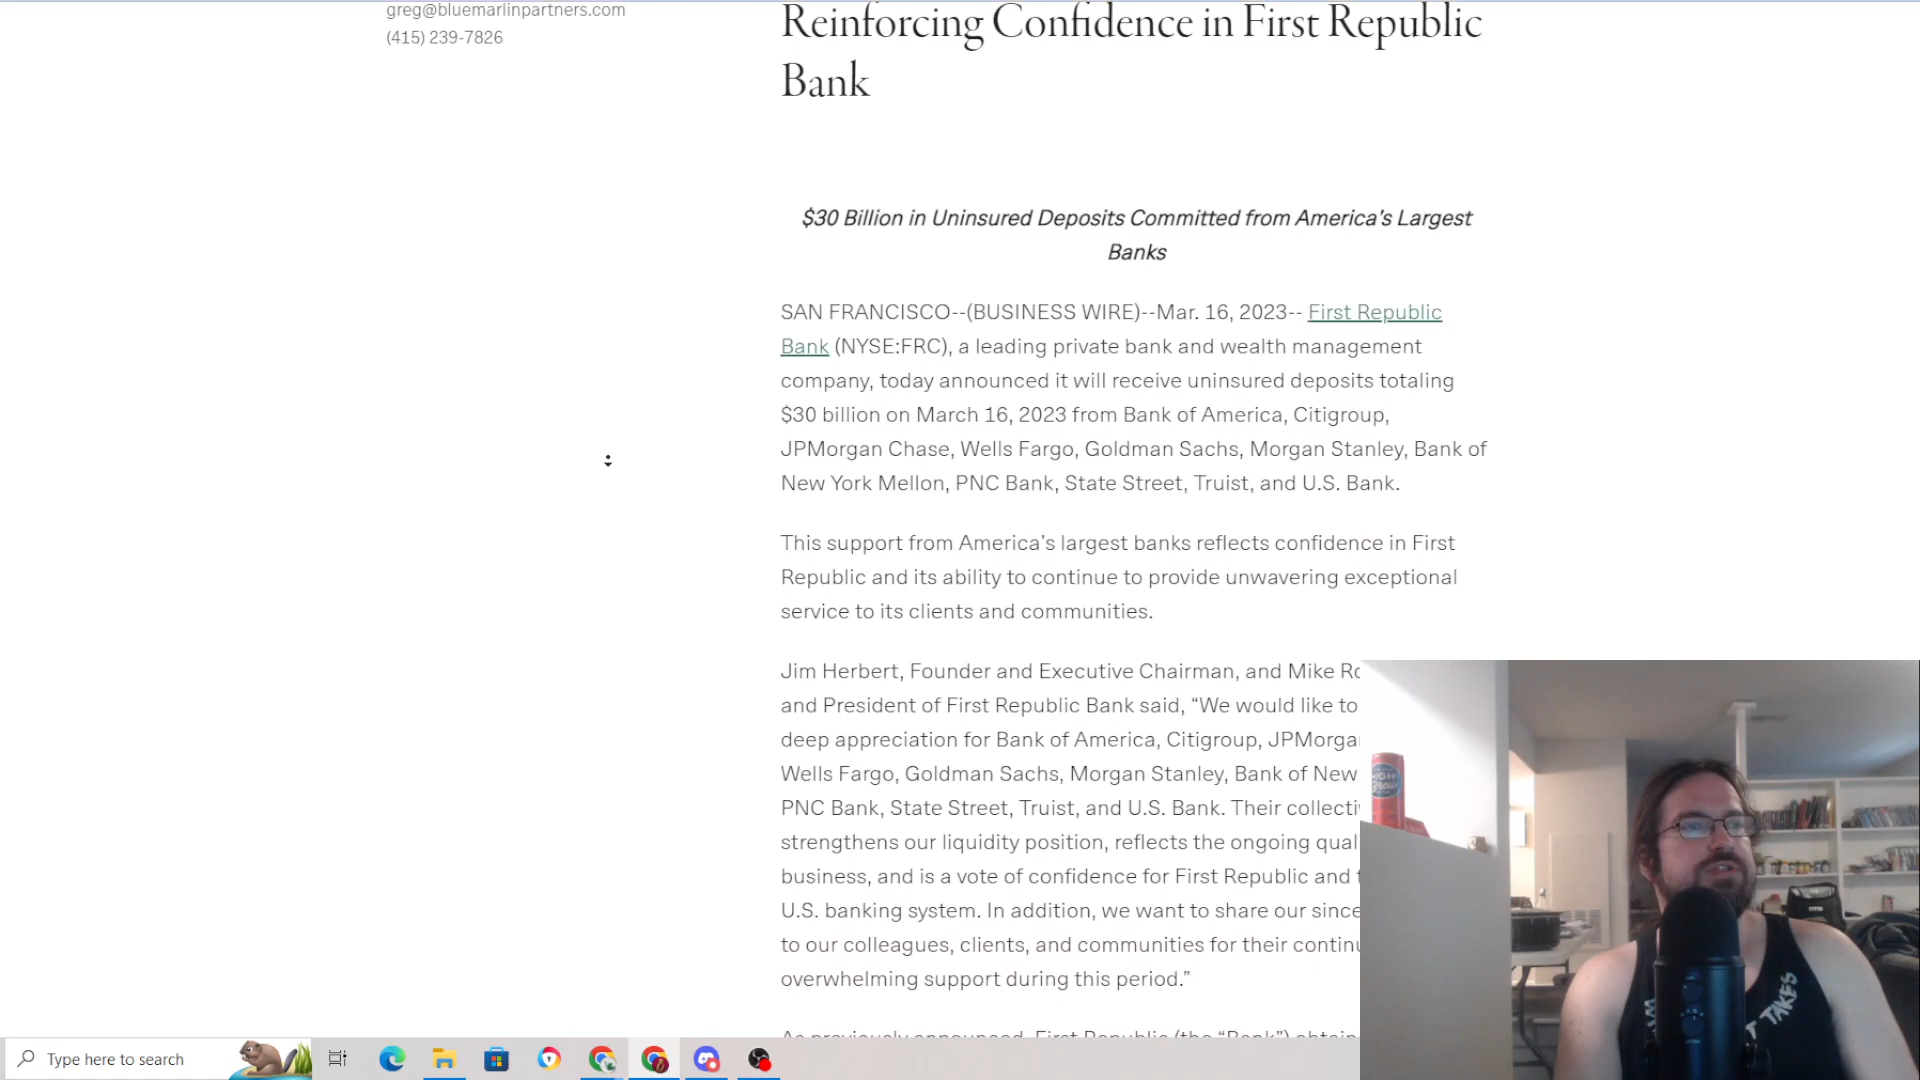 greg@bluemarlinpartners.com
(415) 239-7826
Reinforcing Confidence in First Republic
Bank
$30 Billion in Uninsured Deposits Committed from America's Largest
Banks
SAN FRANCISCO--(BUSINESS WIRE)--Mar. 16, 2023-- First Republic
Bank (NYSE:FRC), a leading private bank and wealth management
company, today announced it will receive uninsured deposits totaling
$30 billion on March 16, 2023 from Bank of America, Citigroup,
JPMorgan Chase, Wells Fargo, Goldman Sachs, Morgan Stanley, Bank of
New York Mellon, PNC Bank, State Street, Truist, and U.S. Bank.
This support from America's largest banks reflects confidence in First
Republic and its ability to continue to provide unwavering exceptional
service to its clients and communities.
Jim Herbert, Founder and Executive Chairman, and Mike
and President of First Republic Bank said, “We would like to
deep appreciation for Bank of America, Citigroup,
Wells Fargo, Goldman Sachs, Morgan Stanley, Bank of New
PNC Bank, State Street, Truist, and U.S. Bank. Their
strengthens our liquidity position, reflects the ongoing
business, and is a vote of confidence for First Republic and
U.S. banking system. In addition, we want to share our
to our colleagues, clients, and communities for their
overwhelming support during this period.”
As previously announced, First Republic (the “Bank”)
HIGH
Brew
TAKES
Type here to search